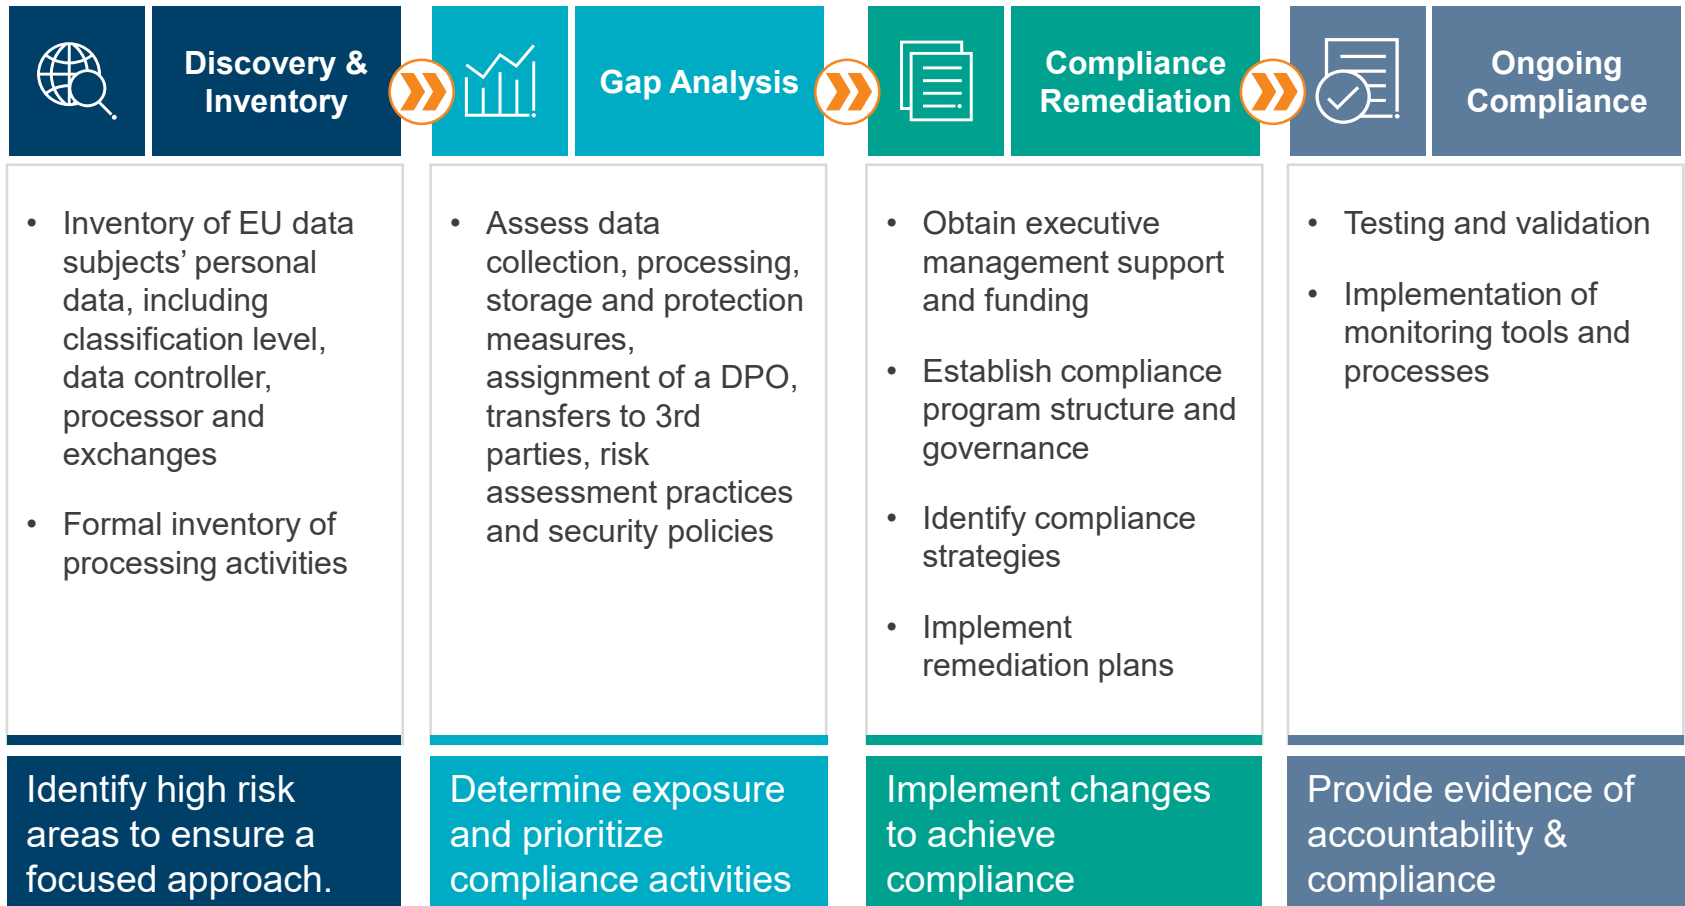 Discovery &
Inventory
Gap Analysis
Compliance
Remediation
Ongoing
Compliance
• Inventory of EU data
subjects’ personal
data, including
classification level,
data controller,
processor and
exchanges
• Formal inventory of
processing activities
• Assess data
collection, processing,
storage and protection
measures,
assignment of a DPO,
transfers to 3rd
parties, risk
assessment practices
and security policies
• Obtain executive
management support
and funding
• Establish compliance
program structure and
governance
• Identify compliance
strategies
• Implement
remediation plans
• Testing and validation
• Implementation of
monitoring tools and
processes
Identify high risk
areas to ensure a
focused approach.
Determine exposure
and prioritize
compliance activities
Implement changes
to achieve
compliance
Provide evidence of
accountability &
compliance